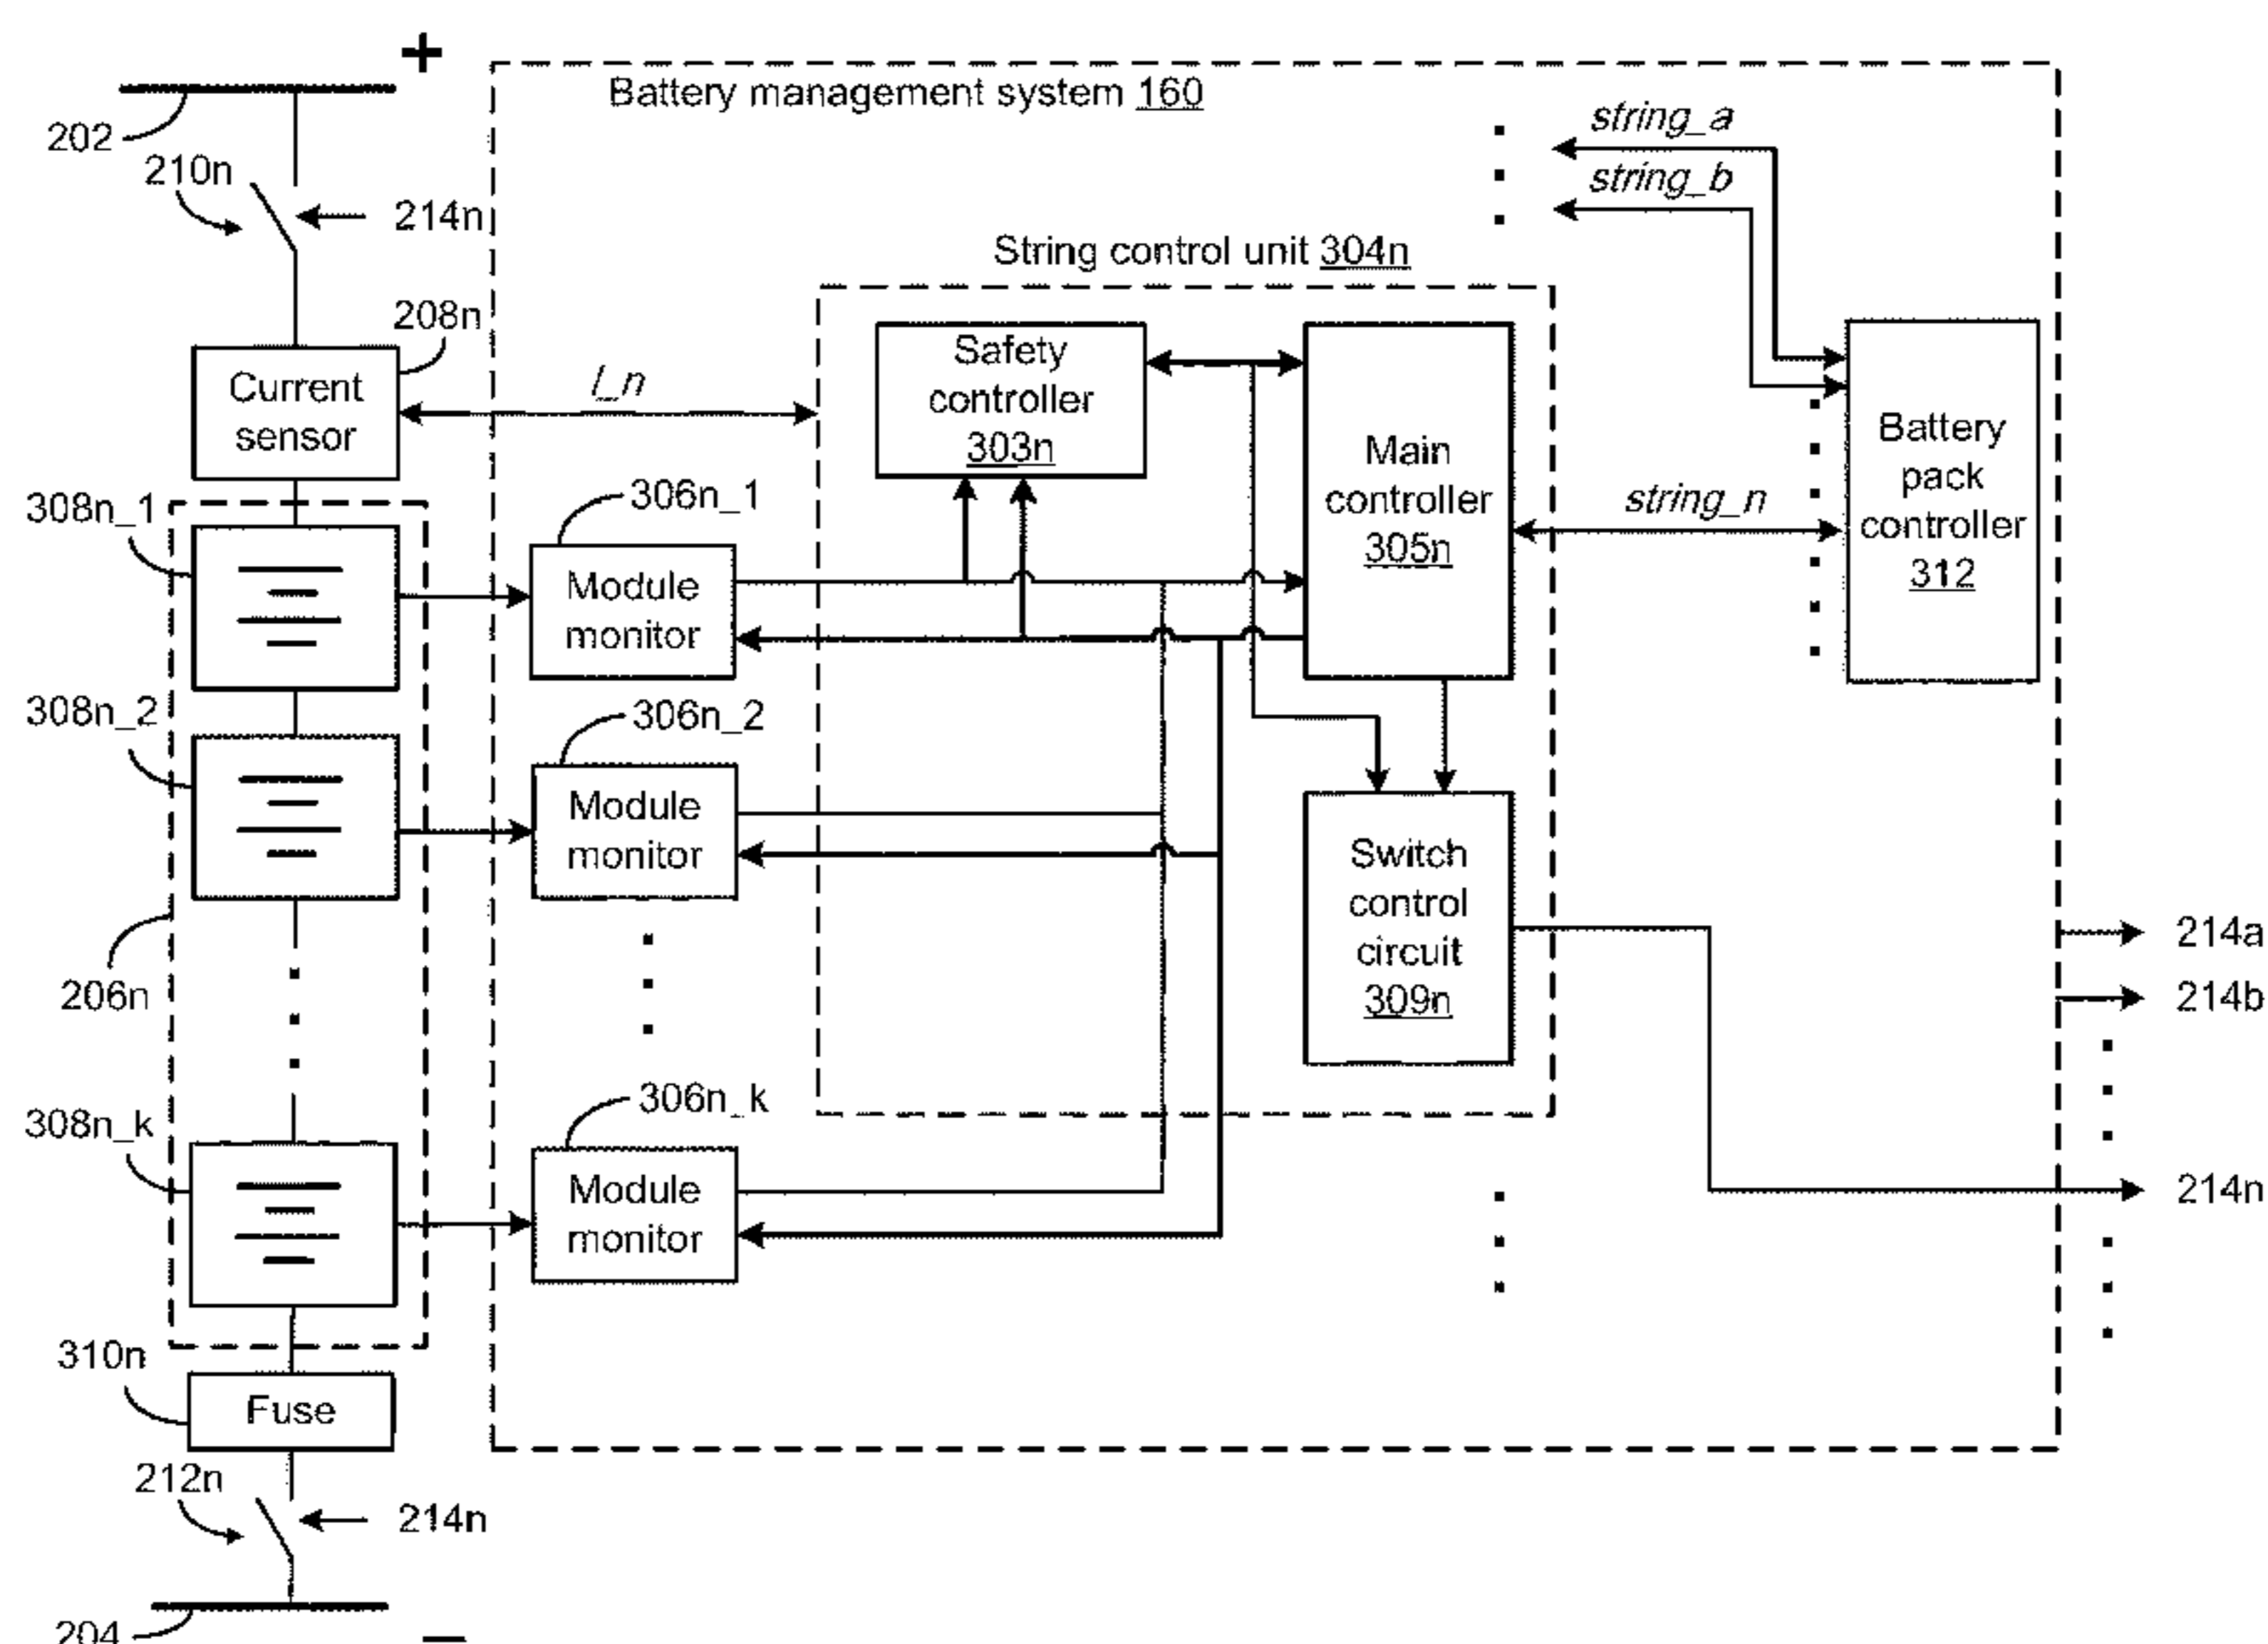 +
Battery management system 160
202
string_a
210n
string_b
214n
String control unit 304n
208n
Current
sensor
I_n
Safety
controller
303n
Main
controller
305n
Battery
pack
controller
312
string_n
308n_1
306n_1
Module
monitor
308n_2
306n_2
Module
monitor
Switch
control
circuit
309n
206n
214a
214b
308n_k
306n_k
Module
monitor
214n
310n
Fuse
212n
214n
204
−